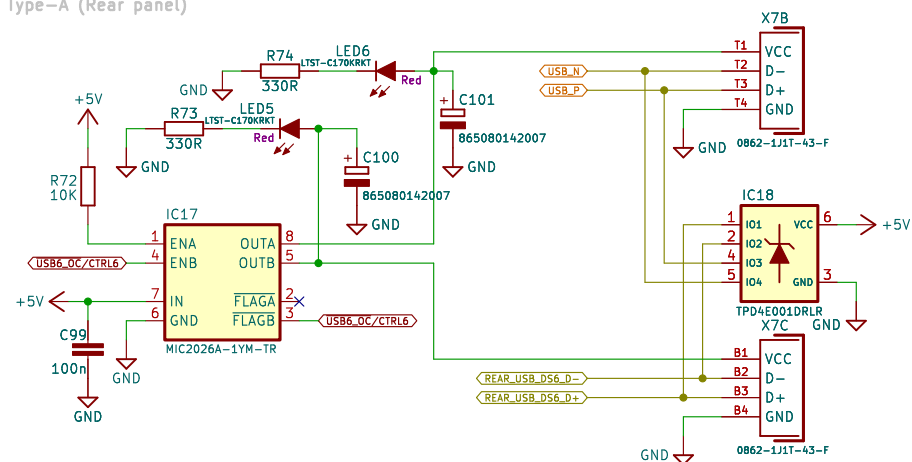 Type-A (Rear panel)
X7B
R74
LED6
LTST-C170KRKT
T1
VCC
USB_N
T2
D-
GND
330R
Red
USB_P
T3
D+
+5V
C101
T4
GND
R73
LED5
LTST-C170KRKT
+
865080142007
0862-1J1T-43-F
330R
Red
GND
GND
C100
GND
GND
+
865080142007
R72
10K
IC18
GND
IC17
1
IO1
VCC
6
+5V
1
ENA
OUTA
8
2
IO2
USB6_OC/CTRL6
4
ENB
OUTB
5
4
IO3
5
IO4
GND
3
+5V
7
IN
FLAGA
2
6
GND
FLAGB
3
USB6_OC/CTRL6
TPD4E001DRLR
GND
C99
100n
MIC2026A-1YM-TR
X7C
GND
B1
VCC
REAR_USB_DS6_D-
B2
D-
REAR_USB_DS6_D+
B3
D+
GND
B4
GND
GND
0862-1J1T-43-F